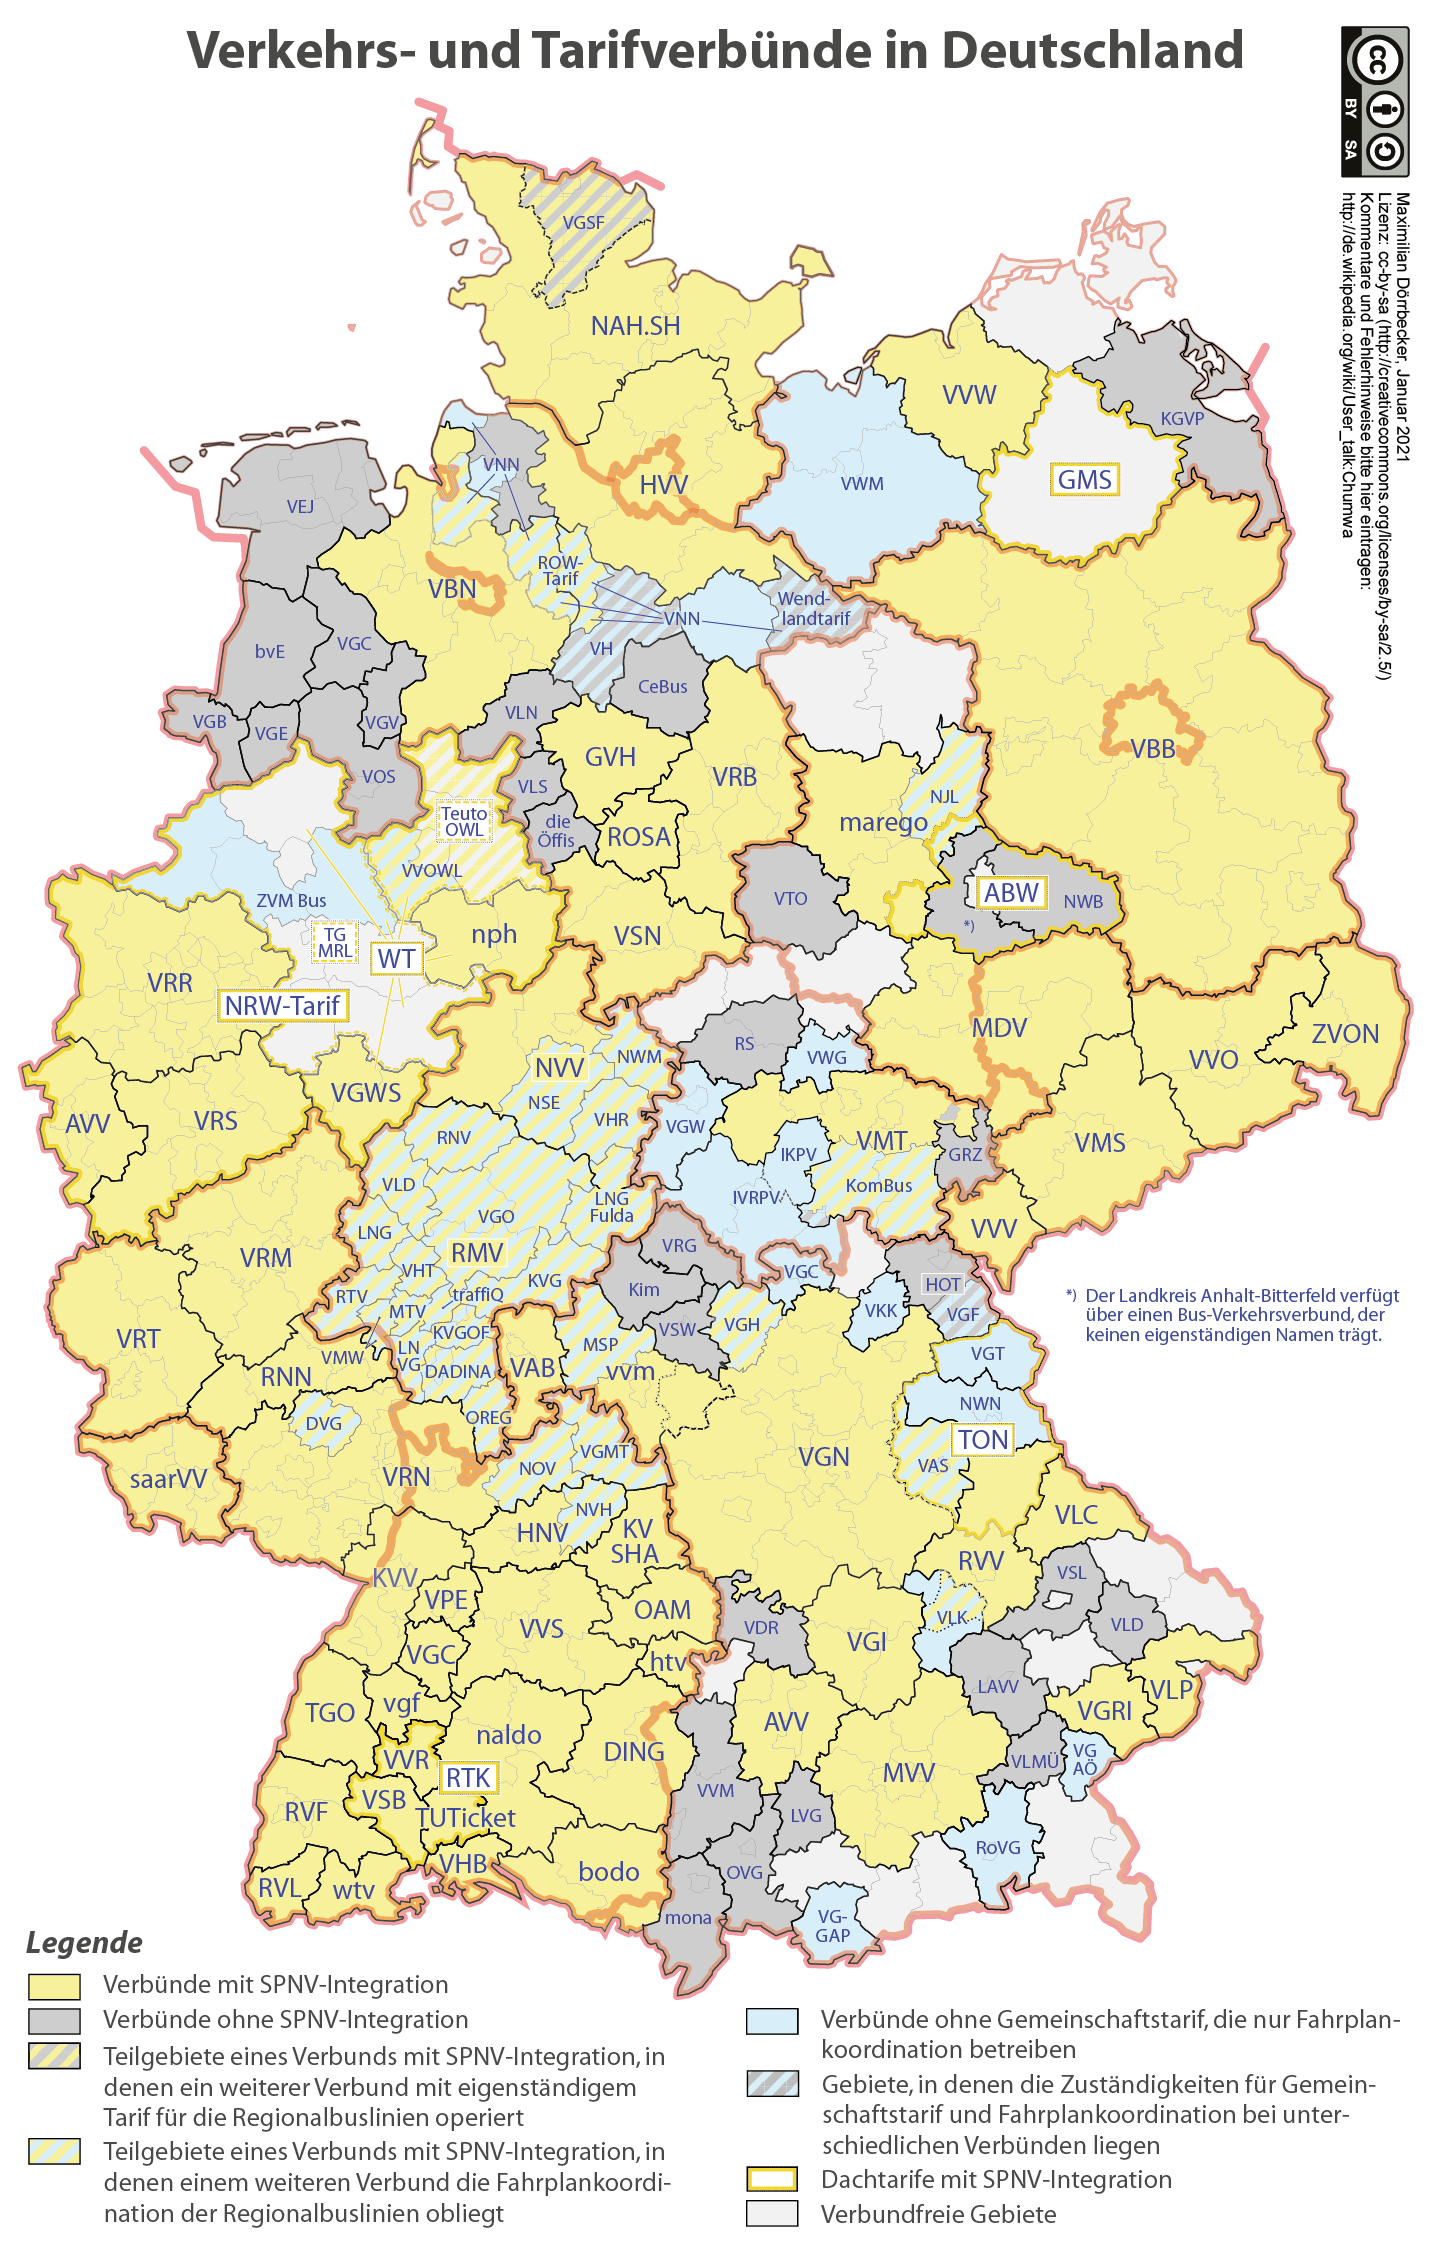 Verkehrs- und Tarifverbünde in Deutschland
cc
BY SA
Maximilian Dörrbecker, Januar 2021
Lizenz: cc-by-sa (http://creativecommons.org/licenses/by-sa/2.5/)
Kommentare und Fehlerhinweise bitte hier eintragen:
http://de.wikipedia.org/wiki/User_talk:Chumwa
VGSF
NAH.SH
VVW
KGVP
VNN
HVV
VWM
GMS
VEJ
ROW-
Tarif
VBN
Wend-
landtarif
VNN
bvE
VGC
VH
CeBus
VGB
VGE
VGV
VLN
VBB
GVH
VRB
VOS
VLS
NJL
Teuto
OWL
die
Öffis
ROSA
marego
VVOWL
ZVM Bus
VTO
ABW
NWB
*)
TG
MRL
WT
nph
VSN
VRR
NRW-Tarif
MDV
ZVON
RS
VWG
VVO
NVV
NWM
VGWS
NSE
VHR
AVV
VRS
VGW
VMT
VMS
RNV
IKPV
GRZ
VLD
KomBus
LNG
Fulda
IVRPV
VGO
LNG
VVV
VRM
RMV
VRG
VHT
KVG
VGC
HOT
Kim
RTV
traffiQ
MTV
VKK
VGF
*) Der Landkreis Anhalt-Bitterfeld verfügt
über einen Bus-Verkehrsverbund, der
keinen eigenständigen Namen trägt.
VRT
KVGOF
VSW
VGH
LN
VG
MSP
VMW
DADINA
VAB
vvm
VGT
RNN
NWN
DVG
OREG
TON
VGMT
VGN
VAS
saarVV
VRN
NOV
NVH
HNV
KV
SHA
VLC
KVV
RVV
VSL
VPE
OAM
VLK
VVS
VDR
VGI
VLD
VGC
htv
LAVV
VLP
vgf
TGO
AVV
VGRI
naldo
VVR
DING
VG
AÖ
VLMÜ
RTK
MVV
VVM
VSB
RVF
TUTicket
LVG
RoVG
VHB
bodo
OVG
RVL
wtv
mona
VG-
GAP
Legende
Verbünde mit SPNV-Integration
Verbünde ohne SPNV-Integration
Teilgebiete eines Verbunds mit SPNV-Integration, in
denen ein weiterer Verbund mit eigenständigem
Tarif für die Regionalbuslinien operiert
Teilgebiete eines Verbunds mit SPNV-Integration, in
denen einem weiteren Verbund die Fahrplankoordi-
nation der Regionalbuslinien obliegt
Verbünde ohne Gemeinschaftstarif, die nur Fahrplan-
koordination betreiben
Gebiete, in denen die Zuständigkeiten für Gemein-
schaftstarif und Fahrplankoordination bei unter-
schiedlichen Verbünden liegen
Dachtarife mit SPNV-Integration
Verbundfreie Gebiete